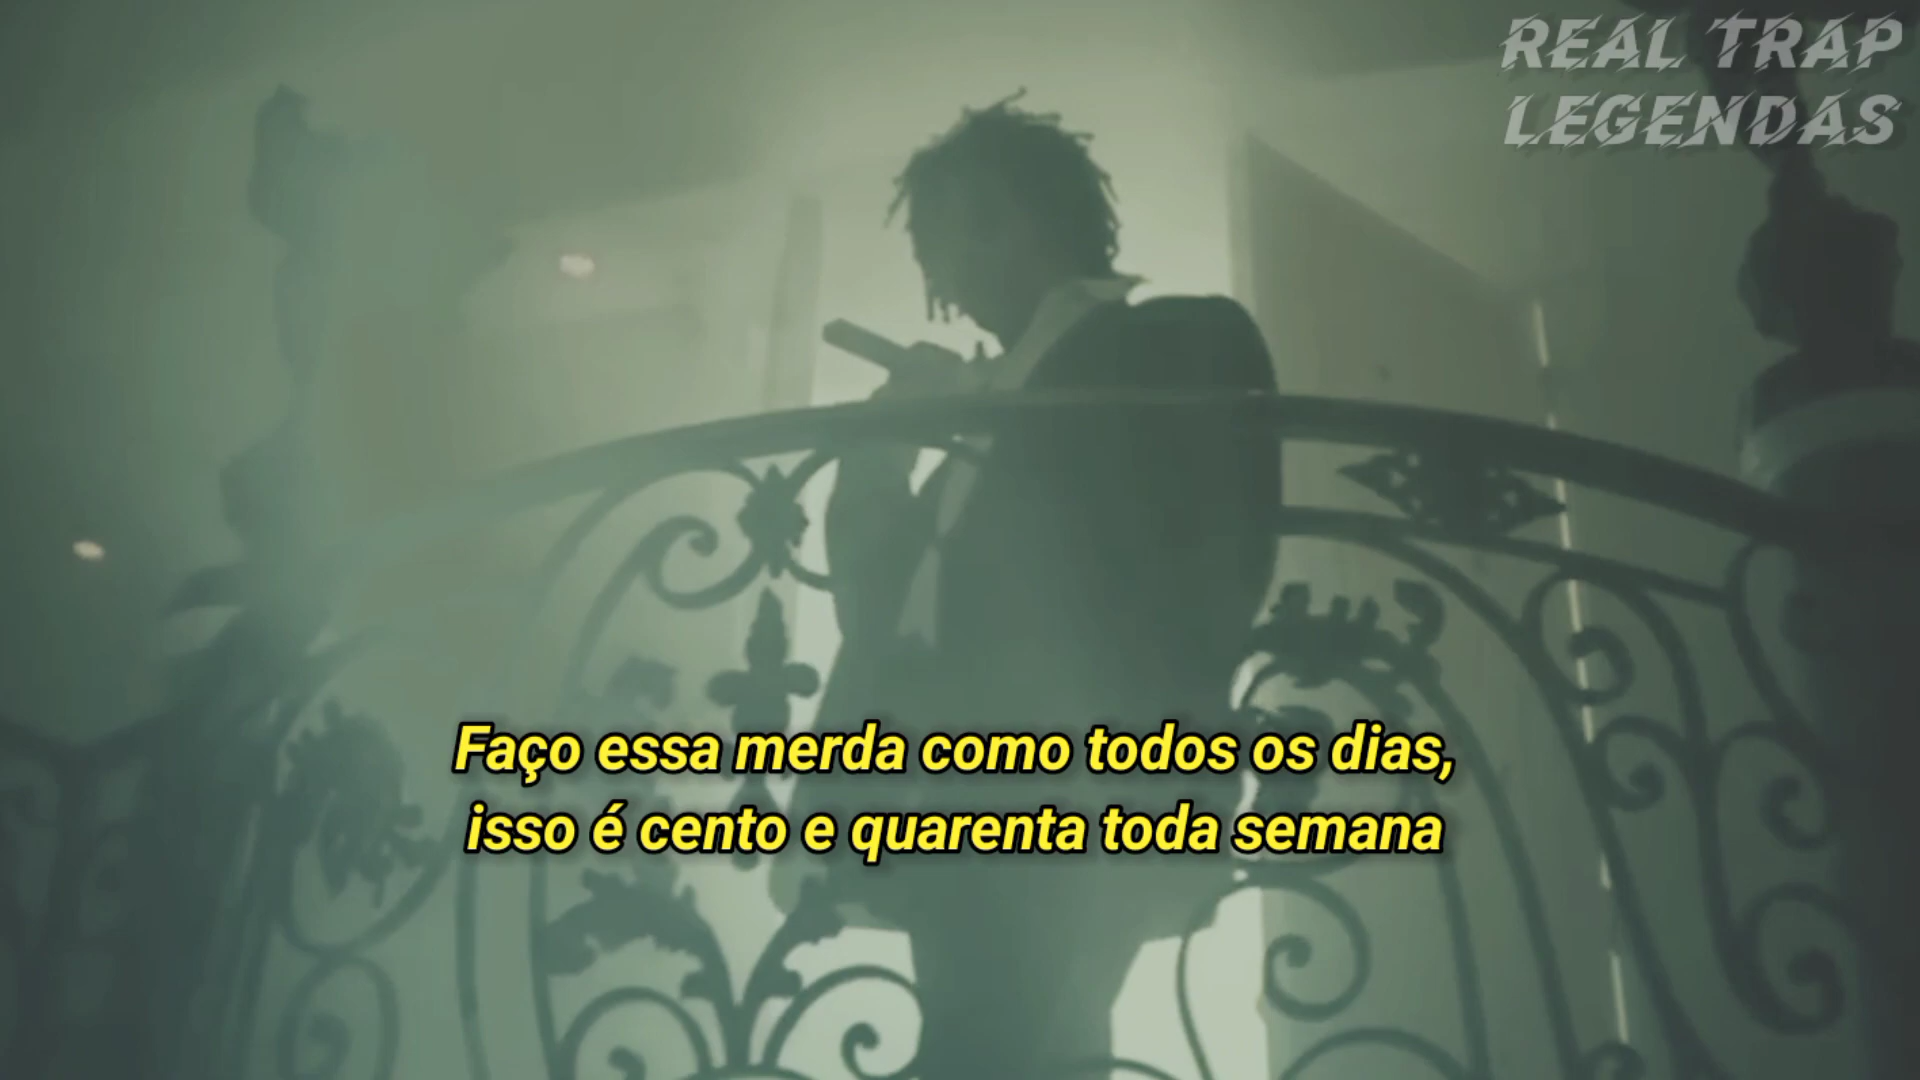 REAL TRAP
LEGENDAS
Faço essa merda como todos os dias,
isso é cento e quarenta toda semana